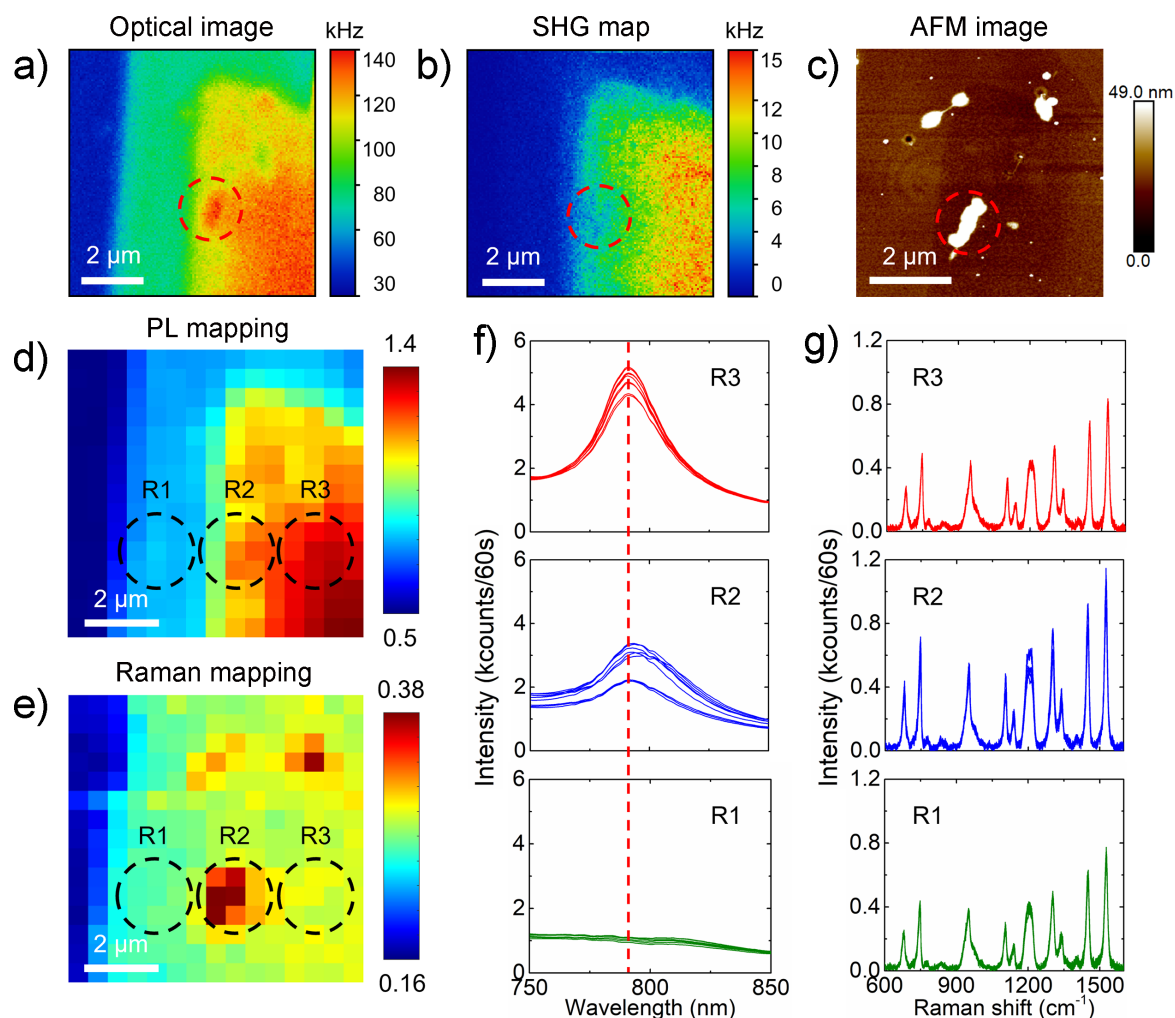 Optical image
SHG map
AFM image
a)
kHz
140
120
100
80
60
30
2 µm
b)
kHz
15
12
10
8
6
4
2
0
2 µm
c)
49.0 nm
0.0
2 µm
PL mapping
d)
1.4
0.5
R1
R2
R3
2 µm
Raman mapping
e)
0.38
0.16
R1
R2
R3
2 µm
f)
6
4
2
0
R3
6
4
2
0
R2
6
4
2
0
R1
750
800
850
Wavelength (nm)
Intensity (kcounts/60s)
g)
1.2
0.8
0.4
0.0
R3
1.2
0.8
0.4
0.0
R2
1.2
0.8
0.4
0.0
R1
600
900
1200
1500
Raman shift (cm⁻¹)
Intensity (kcounts/60s)